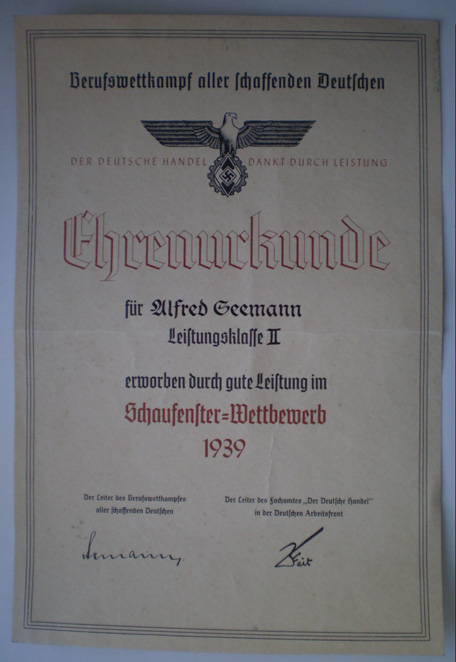 Berufswettkampf aller schaffenden Deutschen
DER DEUTSCHE HANDEL DANKT DURCH LEISTUNG
Ehrenurkunde
für Alfred Seemann
Leistungsklasse II
erworben durch gute Leistung im
Schaufenster=Wettbewerb
1939
Der Leiter des Berufswettkampfes
aller schaffenden Deutschen
Der Leiter des Fachamtes „Der Deutsche Handel“
in der Deutschen Arbeitsfront